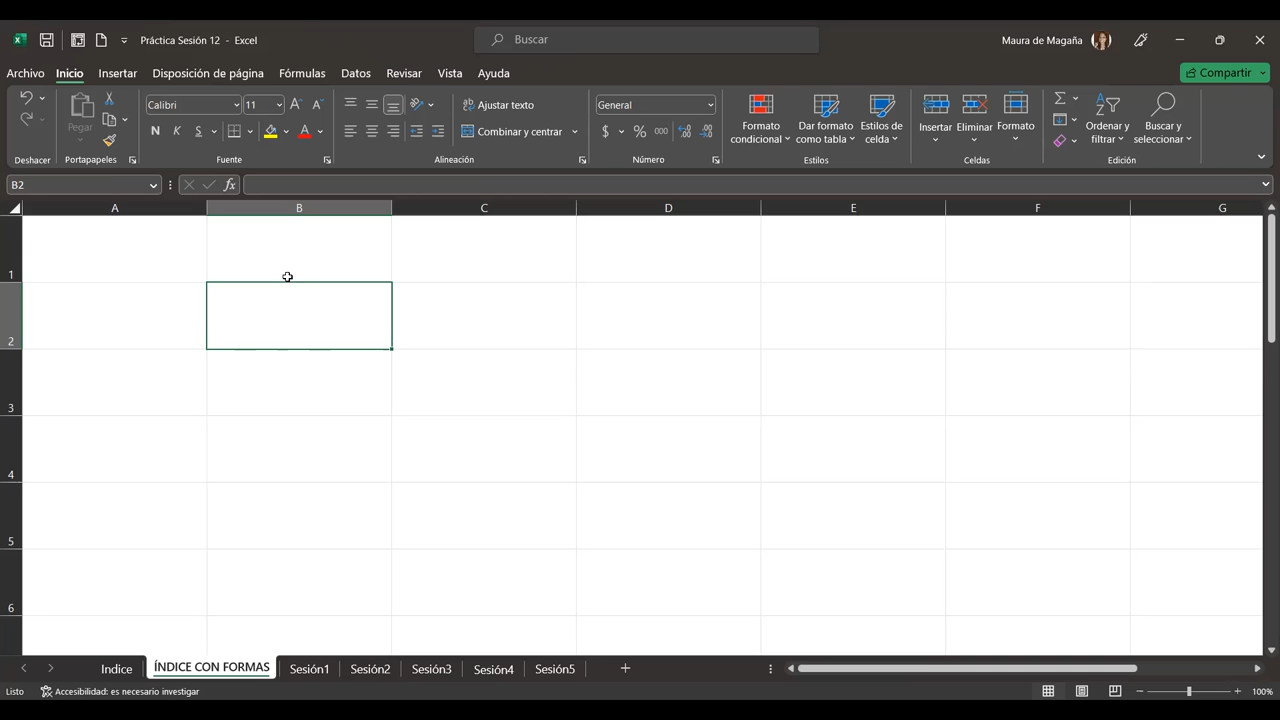 Práctica Sesión 12 - Excel
Buscar
Maura de Magaña
Archivo Inicio Insertar Disposición de página Fórmulas Datos Revisar Vista Ayuda
Compartir
Pegar
Calibri 11
N K S
Ajustar texto
Combinar y centrar
General
$ % 000
Formato condicional
Dar formato como tabla
Estilos de celda
Insertar Eliminar Formato
Ordenar y filtrar
Buscar y seleccionar
Deshacer Portapapeles Fuente Alineación Número Estilos Celdas Edición
B2
fx
A B C D E F G
1
2
3
4
5
6
Indice ÍNDICE CON FORMAS Sesión1 Sesión2 Sesión3 Sesión4 Sesión5
Listo Accesibilidad: es necesario investigar 100%